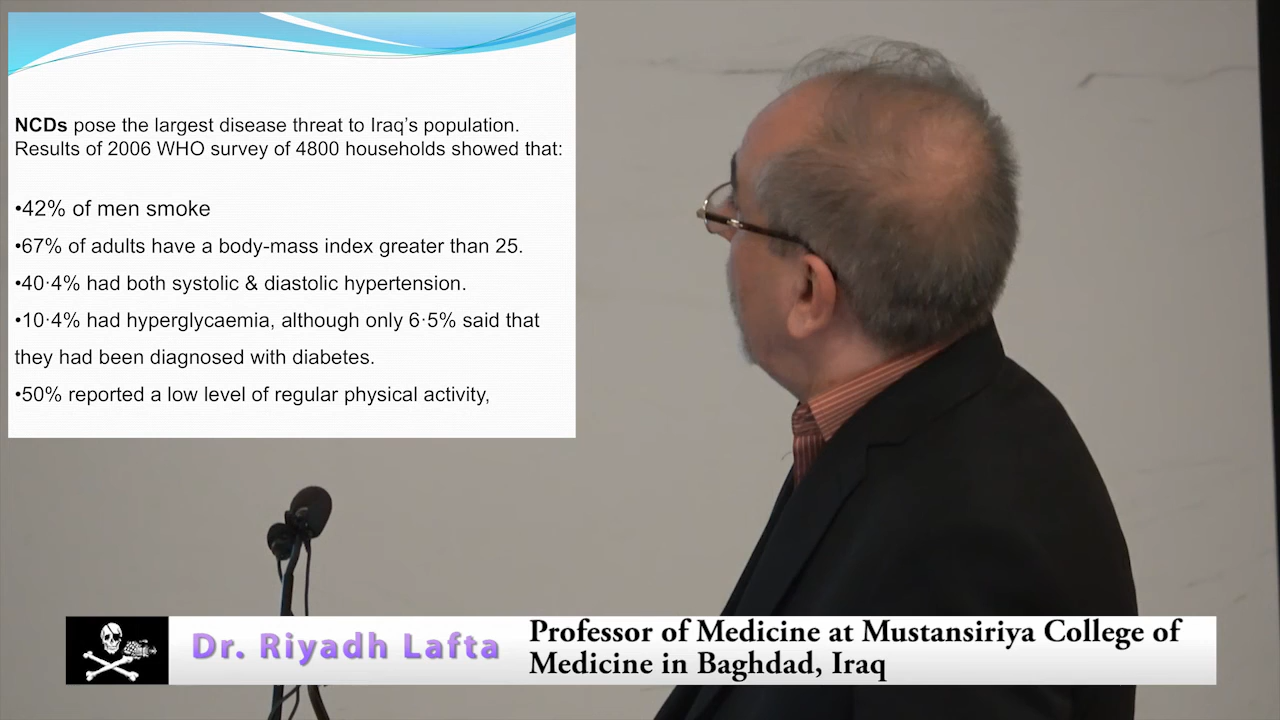 NCDs pose the largest disease threat to Iraq's population.
Results of 2006 WHO survey of 4800 households showed that:
•42% of men smoke
•67% of adults have a body-mass index greater than 25.
•40·4% had both systolic & diastolic hypertension.
•10·4% had hyperglycaemia, although only 6·5% said that
they had been diagnosed with diabetes.
•50% reported a low level of regular physical activity,
Dr. Riyadh Lafta
Professor of Medicine at Mustansiriya College of
Medicine in Baghdad, Iraq